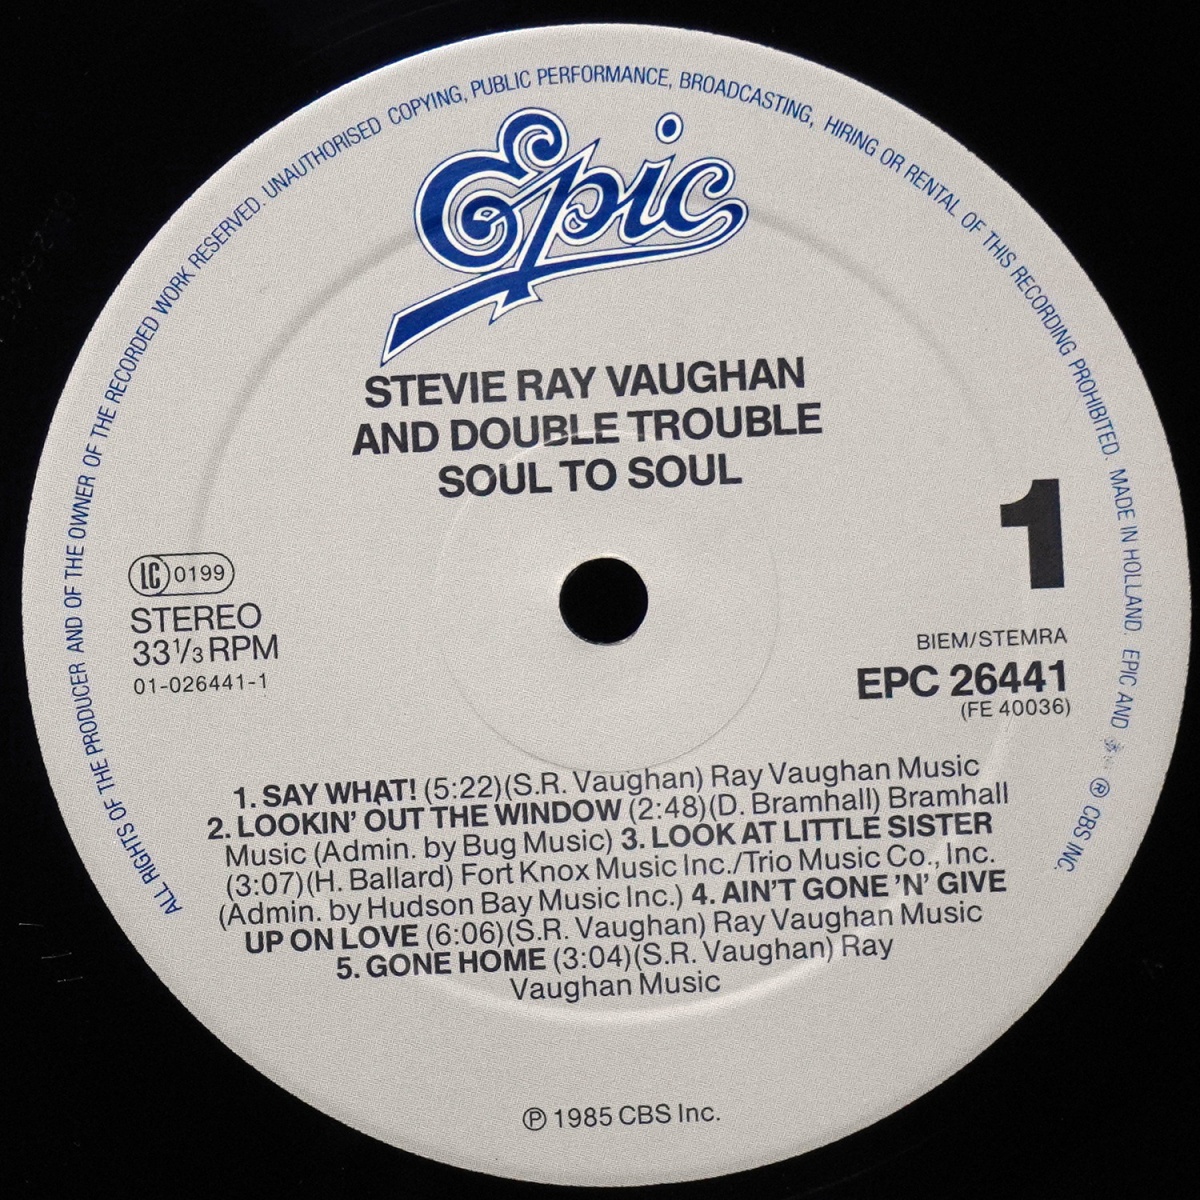 ALL RIGHTS OF THE PRODUCER AND OF THE OWNER OF THE RECORDED WORK RESERVED. UNAUTHORISED COPYING, PUBLIC PERFORMANCE, BROADCASTING, HIRING OR RENTAL OF THIS RECORDING PROHIBITED. MADE IN HOLLAND. EPIC AND ® CBS INC.
Epic
STEVIE RAY VAUGHAN
AND DOUBLE TROUBLE
SOUL TO SOUL
1
LC 0199
STEREO
33⅓ RPM
01-026441-1
BIEM/STEMRA
EPC 26441
(FE 40036)
1. SAY WHAT! (5:22)(S.R. Vaughan) Ray Vaughan Music
2. LOOKIN' OUT THE WINDOW (2:48)(D. Bramhall) Bramhall
Music (Admin. by Bug Music) 3. LOOK AT LITTLE SISTER
(3:07)(H. Ballard) Fort Knox Music Inc./Trio Music Co., Inc.
(Admin. by Hudson Bay Music Inc.) 4. AIN'T GONE 'N' GIVE
UP ON LOVE (6:06)(S.R. Vaughan) Ray Vaughan Music
5. GONE HOME (3:04)(S.R. Vaughan) Ray
Vaughan Music
℗ 1985 CBS Inc.